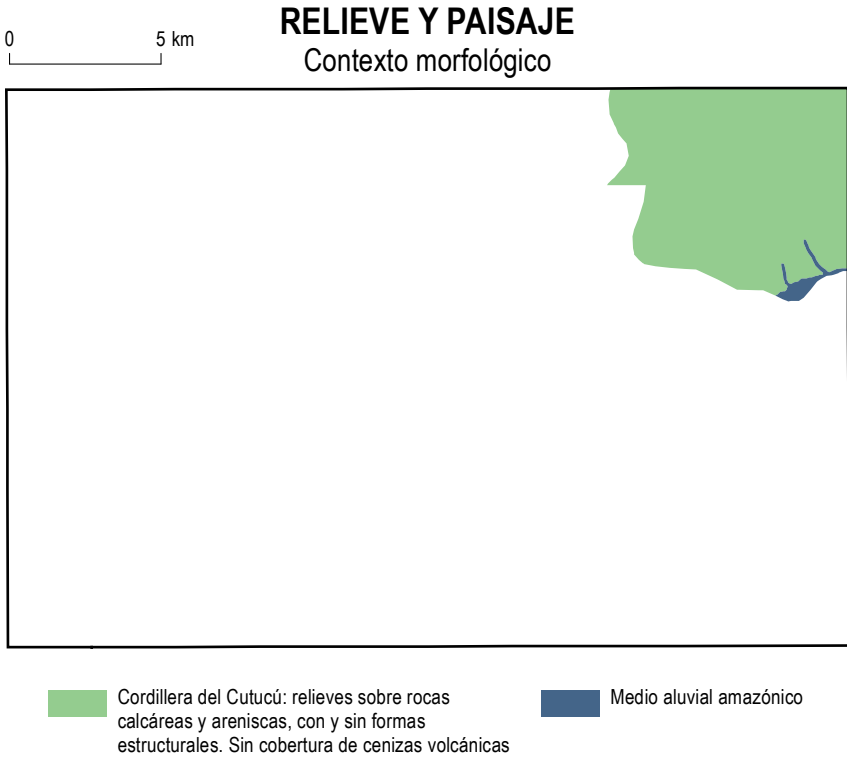 RELIEVE Y PAISAJE
Contexto morfológico
0 5 km
Cordillera del Cutucú: relieves sobre rocas
calcáreas y areniscas, con y sin formas
estructurales. Sin cobertura de cenizas volcánicas
Medio aluvial amazónico